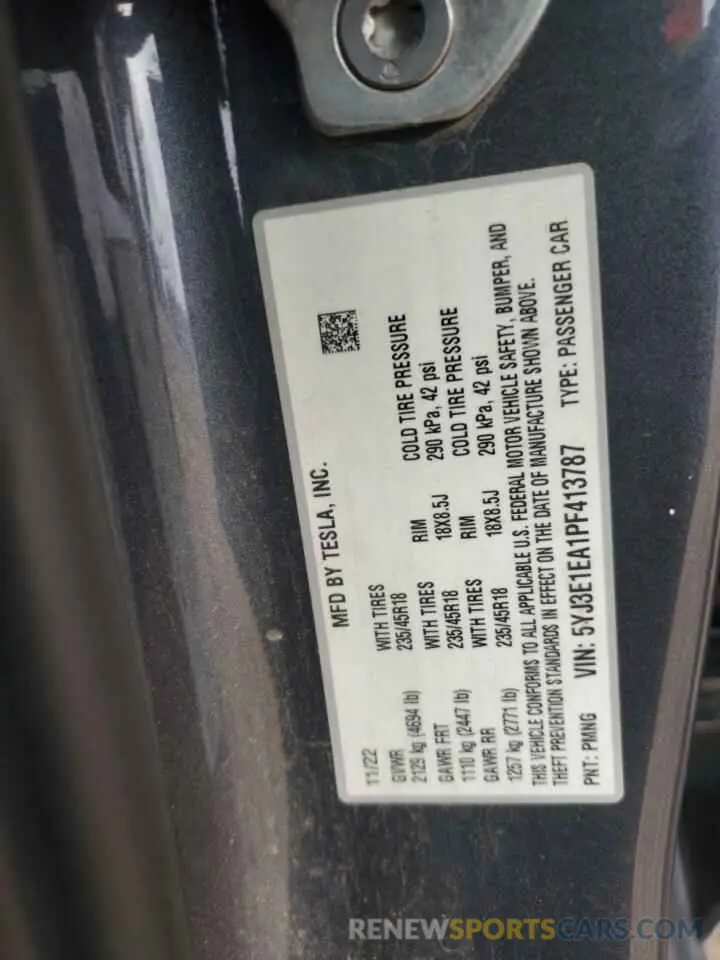 MFD BY TESLA, INC.
11/22
GVWR WITH TIRES RIM COLD TIRE PRESSURE
2129 kg (4694 lb) 235/45R18 18X8.5J 290 kPa, 42 psi
GAWR FRT WITH TIRES RIM COLD TIRE PRESSURE
1110 kg (2447 lb) 235/45R18 18X8.5J 290 kPa, 42 psi
GAWR RR WITH TIRES
1257 kg (2771 lb) 235/45R18
THIS VEHICLE CONFORMS TO ALL APPLICABLE U.S. FEDERAL MOTOR VEHICLE SAFETY, BUMPER, AND
THEFT PREVENTION STANDARDS IN EFFECT ON THE DATE OF MANUFACTURE SHOWN ABOVE.
PNT: PMNG VIN: 5YJ3E1EA1PF413787 TYPE: PASSENGER CAR
RENEWSPORTSCARS.COM